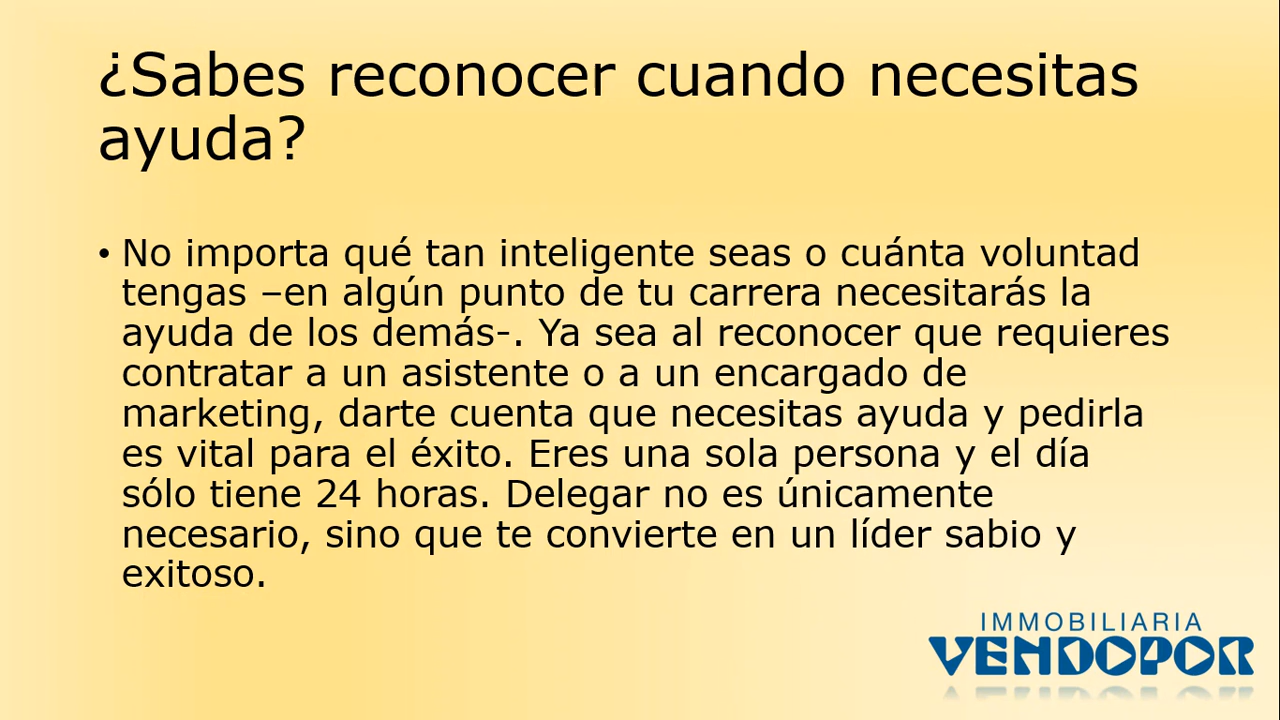 ¿Sabes reconocer cuando necesitas
ayuda?
• No importa qué tan inteligente seas o cuánta voluntad
tengas –en algún punto de tu carrera necesitarás la
ayuda de los demás-. Ya sea al reconocer que requieres
contratar a un asistente o a un encargado de
marketing, darte cuenta que necesitas ayuda y pedirla
es vital para el éxito. Eres una sola persona y el día
sólo tiene 24 horas. Delegar no es únicamente
necesario, sino que te convierte en un líder sabio y
exitoso.
IMMOBILIARIA
VENDOPOR